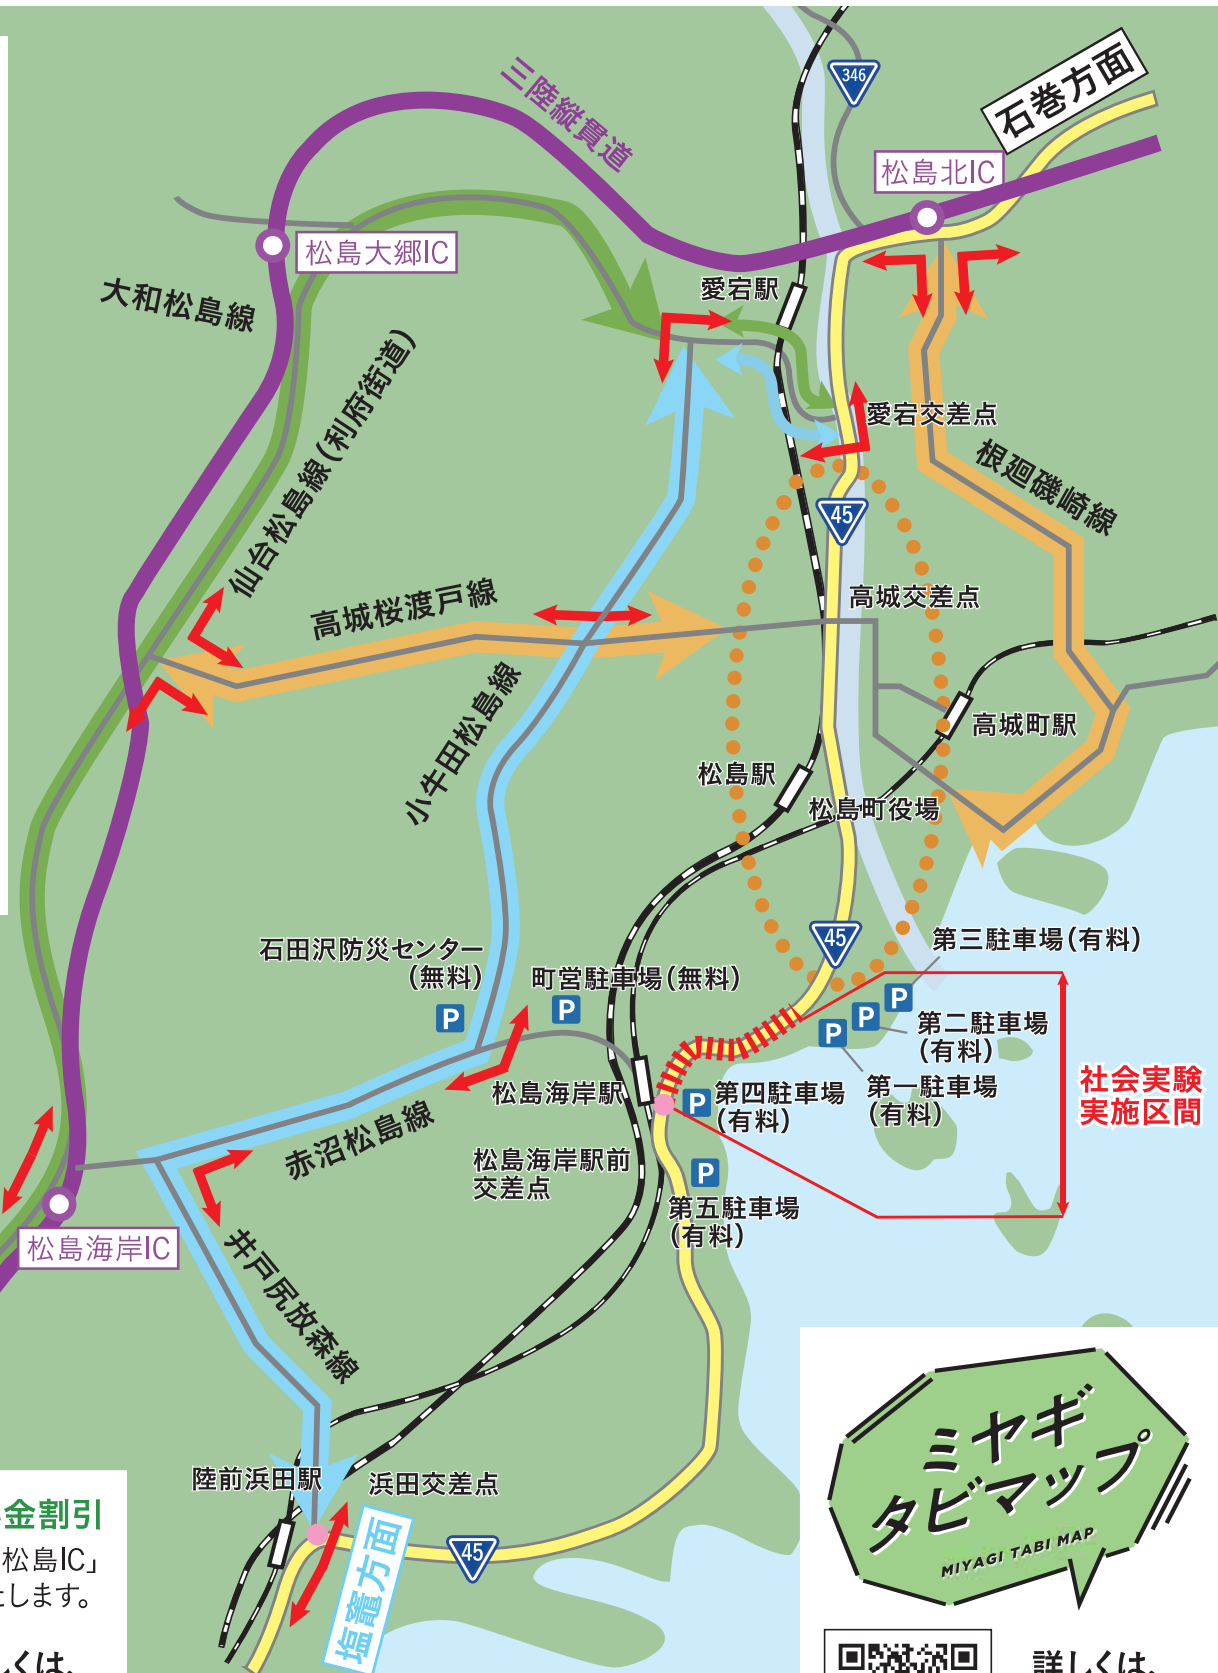 346
石巻方面
三陸縦貫道
松島北IC
松島大郷IC
大和松島線
愛宕駅
仙台松島線(利府街道)
愛宕交差点
根廻磯崎線
45
高城桜渡戸線
高城交差点
小牛田松島線
高城町駅
松島駅
松島町役場
45
石田沢防災センター
(無料)
P
町営駐車場(無料)
P
第三駐車場(有料)
P
第二駐車場
(有料)
P
第一駐車場
(有料)
P
社会実験
実施区間
松島海岸駅
第四駐車場
(有料)
P
赤沼松島線
松島海岸駅前
交差点
P
第五駐車場
(有料)
松島海岸IC
井戸尻放森線
陸前浜田駅
浜田交差点
45
塩竈方面
金割引
松島IC」
します。
くは、
ミヤギ
タビマップ
MIYAGI TABI MAP
詳しくは、